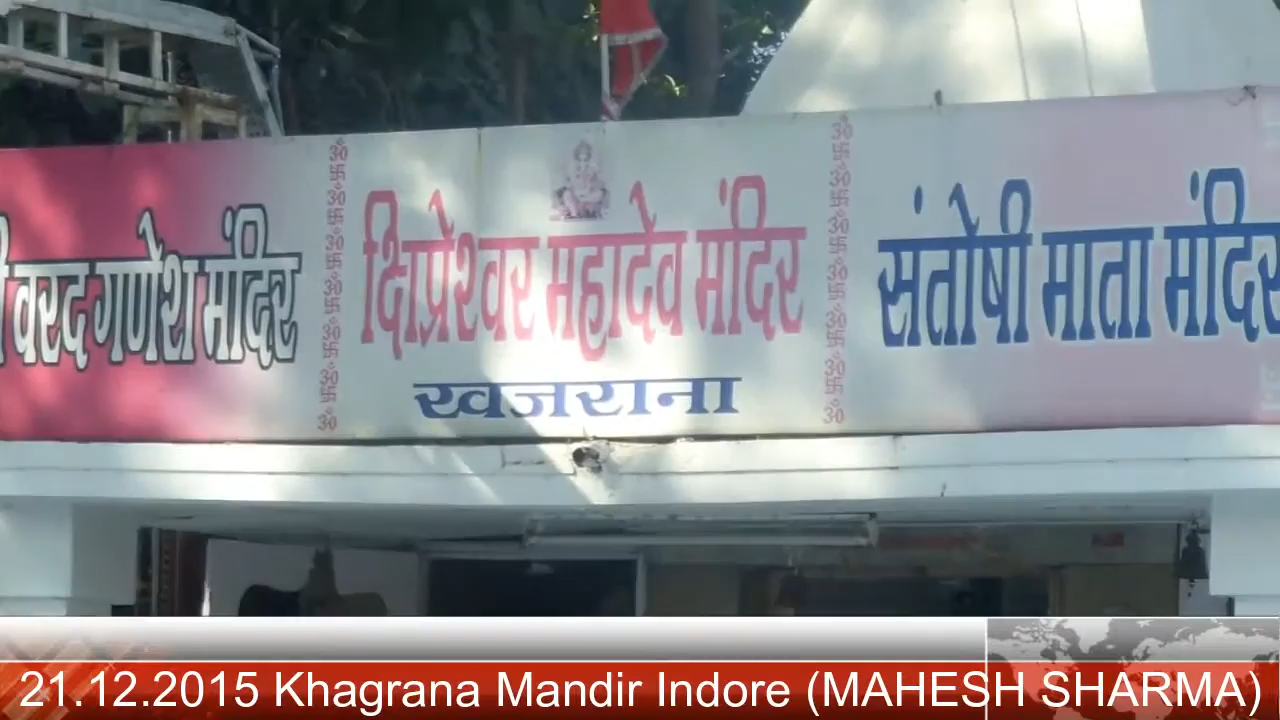 वरद गणेश मंदिर
क्षिप्रेश्वर महादेव मंदिर
खजराना
संतोषी माता मंदिर
21.12.2015 Khagrana Mandir Indore (MAHESH SHARMA)